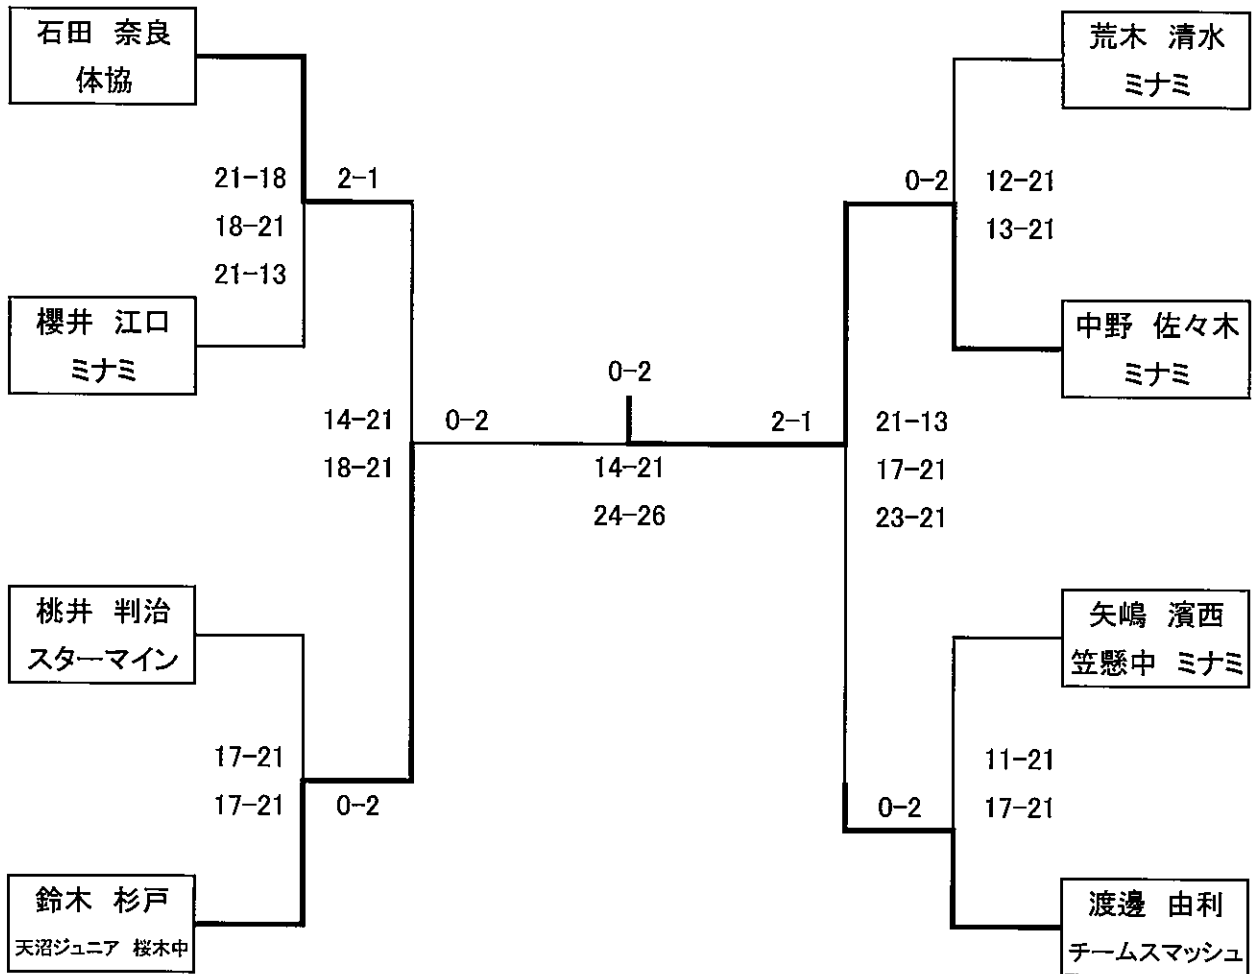 石田 奈良
体協
21-18 2-1
18-21
21-13
櫻井 江口
ミナミ
14-21 0-2
18-21
桃井 判治
スターマイン
17-21
17-21 0-2
鈴木 杉戸
天沼ジュニア 桜木中
0-2
14-21
24-26
荒木 清水
ミナミ
0-2 12-21
13-21
中野 佐々木
ミナミ
2-1 21-13
17-21
23-21
矢嶋 濱西
笠懸中 ミナミ
11-21
0-2 17-21
渡邊 由利
チームスマッシュ